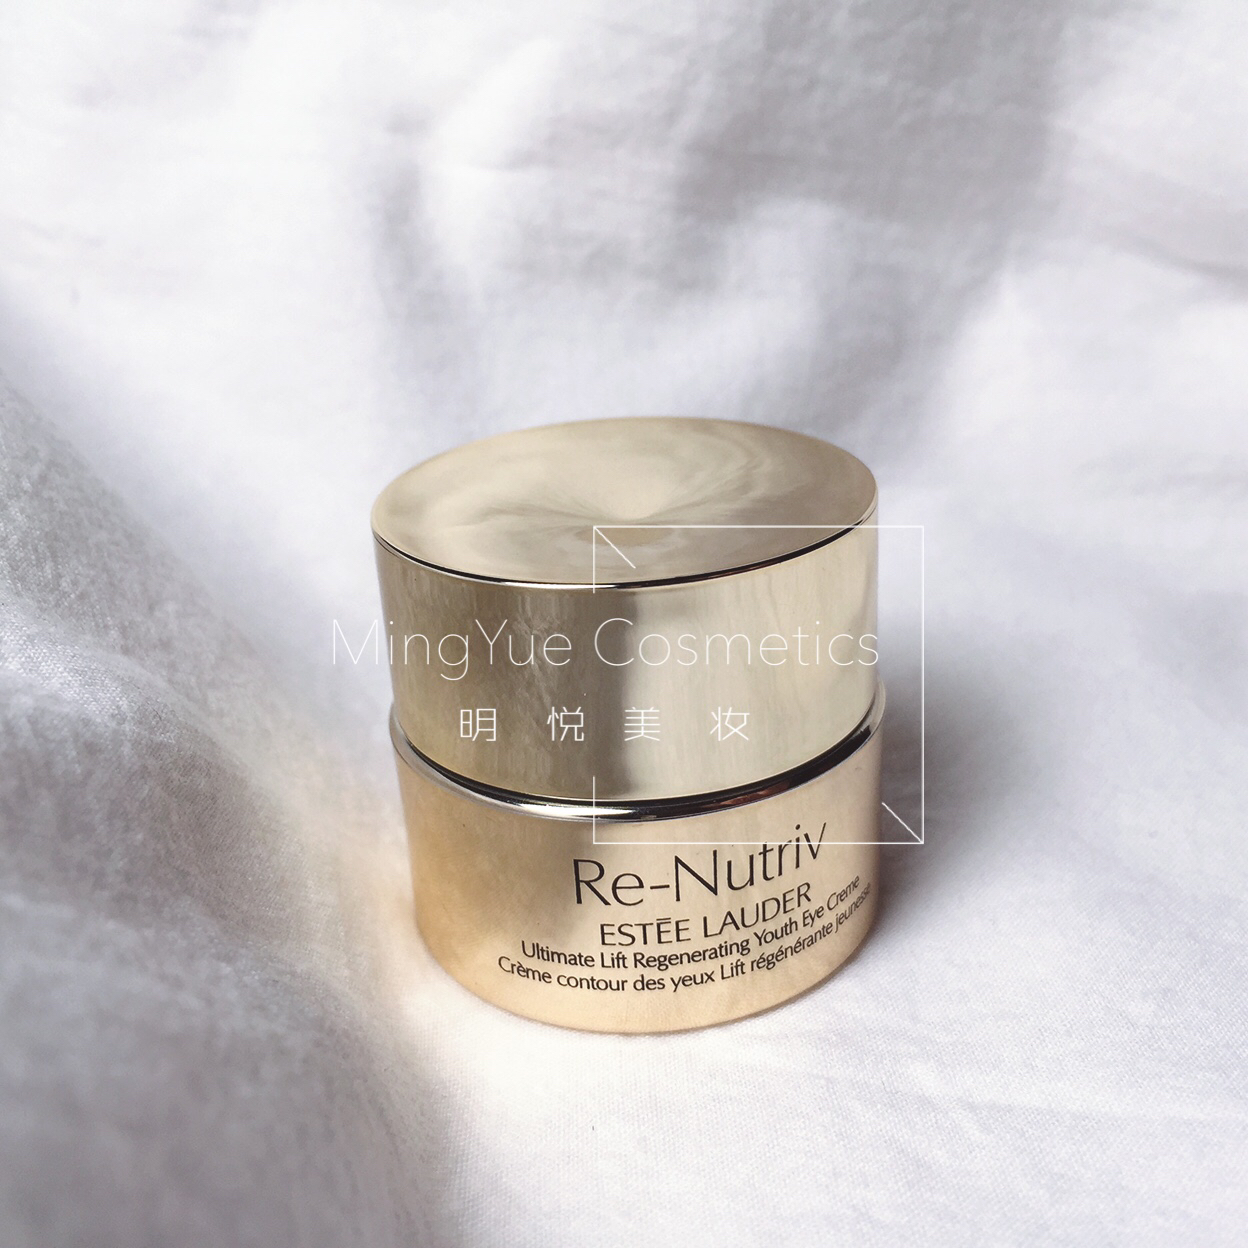 MingYue Cosmetics
明悦美妆
Re-Nutriv
ESTĒE LAUDER
Ultimate Lift Regenerating Youth Eye Creme
Crème contour des yeux Lift régénérante jeunesse